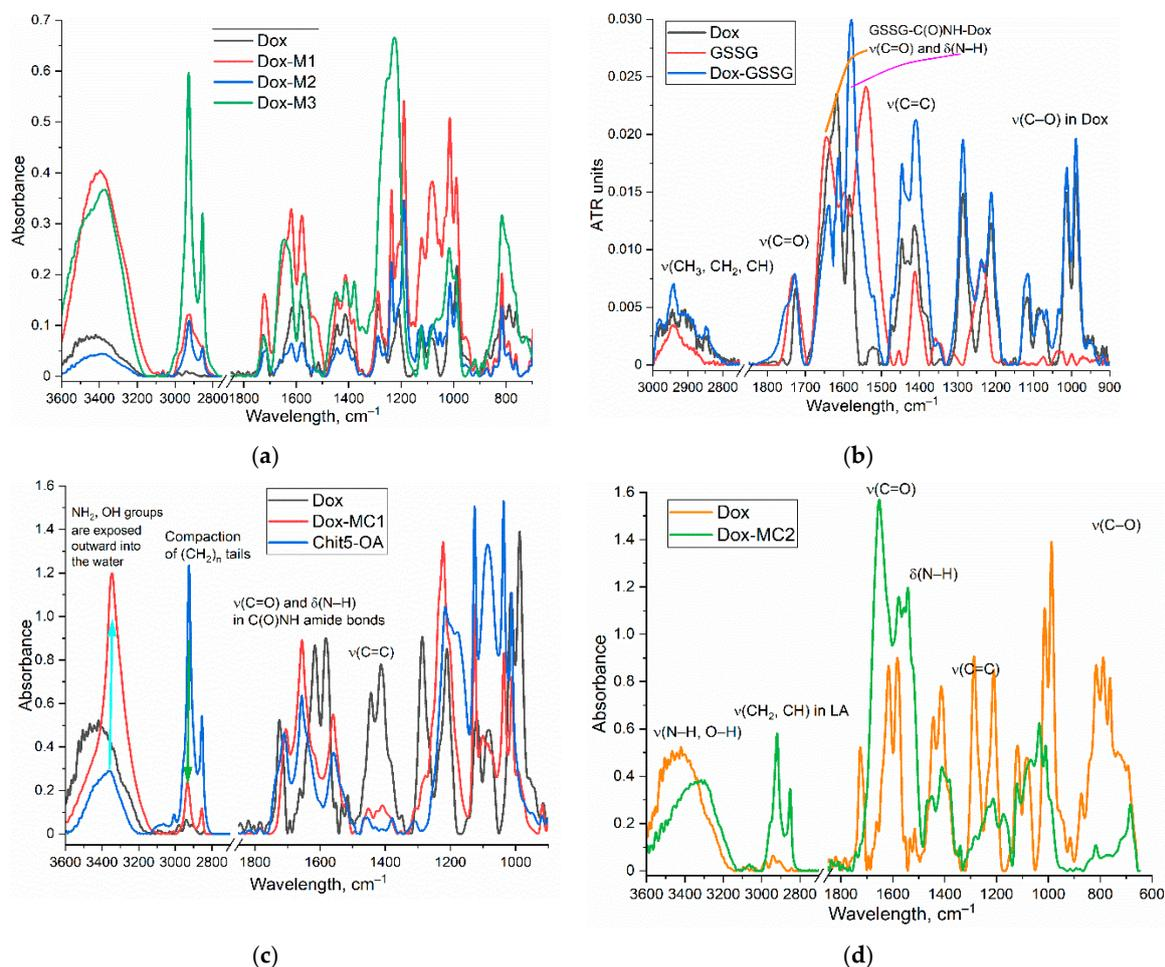 0.7
0.6
0.5
0.4
0.3
0.2
0.1
0
Absorbance
Dox
Dox-M1
Dox-M2
Dox-M3
3600 3400 3200 3000 2800 1800 1600 1400 1200 1000 800
Wavelength, cm⁻¹
(a)
0.030
0.025
0.020
0.015
0.010
0.005
0
ATR units
Dox
GSSG
Dox-GSSG
GSSG-C(O)NH-Dox
ν(C=O) and δ(N–H)
ν(C=C)
ν(C–O) in Dox
ν(C=O)
ν(CH₃, CH₂, CH)
3000 2900 2800 1800 1700 1600 1500 1400 1300 1200 1100 1000 900
Wavelength, cm⁻¹
(b)
1.6
1.4
1.2
1.0
0.8
0.6
0.4
0.2
0
Absorbance
Dox
Dox-MC1
Chit5-OA
NH₂, OH groups
are exposed
outward into
the water
Compaction
of (CH₂)ₙ tails
ν(C=O) and δ(N–H)
in C(O)NH amide bonds
ν(C=C)
3600 3400 3200 3000 2800 1800 1600 1400 1200 1000
Wavelength, cm⁻¹
(c)
1.6
1.4
1.2
1.0
0.8
0.6
0.4
0.2
0
Absorbance
Dox
Dox-MC2
ν(C=O)
ν(C–O)
δ(N–H)
ν(C=C)
ν(CH₂, CH) in LA
ν(N–H, O–H)
3600 3400 3200 3000 2800 1800 1600 1400 1200 1000 800 600
Wavelength, cm⁻¹
(d)